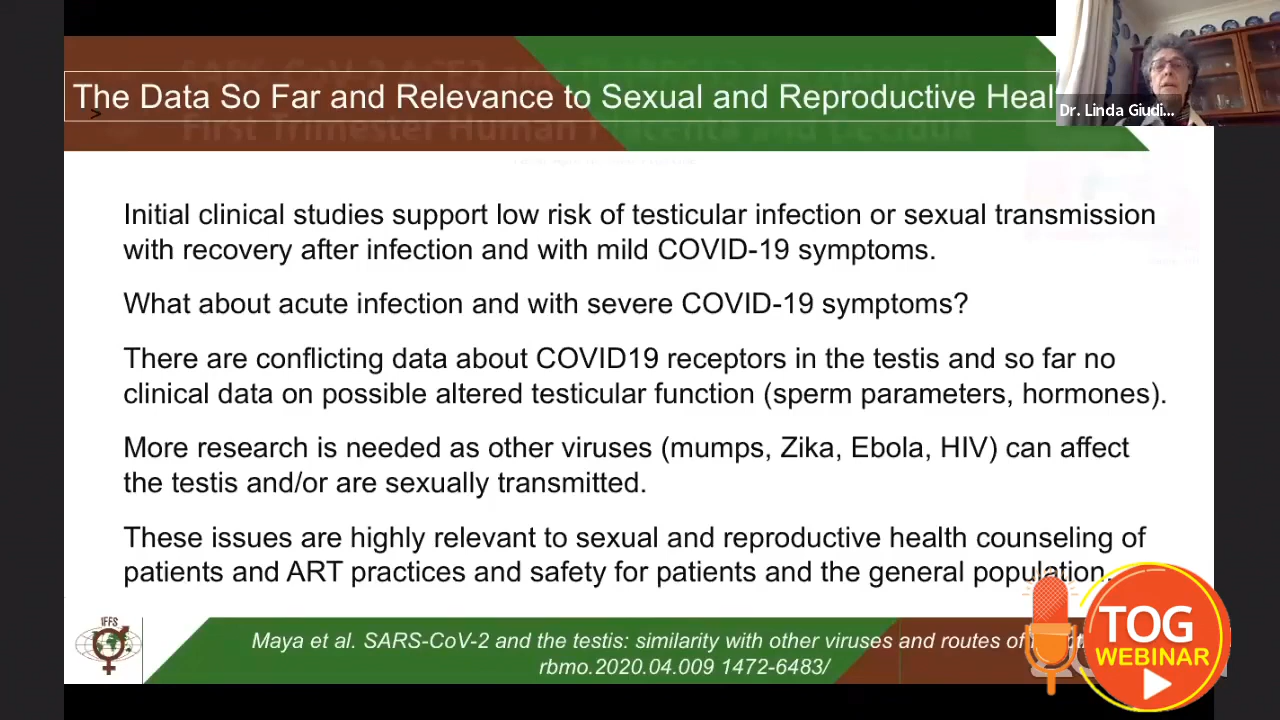 The Data So Far and Relevance to Sexual and Reproductive Heal
Dr. Linda Giudi...
>
First Trimester Human Placenta and Decidua
Initial clinical studies support low risk of testicular infection or sexual transmission
with recovery after infection and with mild COVID-19 symptoms.
What about acute infection and with severe COVID-19 symptoms?
There are conflicting data about COVID19 receptors in the testis and so far no
clinical data on possible altered testicular function (sperm parameters, hormones).
More research is needed as other viruses (mumps, Zika, Ebola, HIV) can affect
the testis and/or are sexually transmitted.
These issues are highly relevant to sexual and reproductive health counseling of
patients and ART practices and safety for patients and the general population.
IFFS
Maya et al. SARS-CoV-2 and the testis: similarity with other viruses and routes of
rbmo.2020.04.009 1472-6483/
TOG
WEBINAR